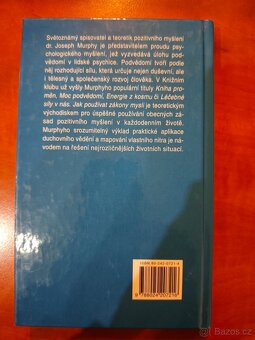 Světoznámý spisovatel a teoretik pozitivního myšlení
dr. Joseph Murphy je představitelem proudu psy-
chologického myšlení, jež vyzvedává úlohu pod-
vědomí v lidské psychice. Podvědomí tvoří podle
něj rozhodující sílu, která určuje nejen duševní, ale
i tělesný a společenský rozvoj člověka. V Knižním
klubu už vyšly Murphyho populární tituly Kniha pro-
měn, Moc podvědomí, Energie z kosmu či Léčebné
síly v nás. Jak používat zákony mysli je teoretickým
východiskem pro úspěšné používání obecných zá-
sad pozitivního myšlení v každodenním životě.
Murphyho srozumitelný výklad praktické aplikace
duchovního vědění a mapování vlastního nitra je ná-
vodem na řešení nejrozličnějších životních situací.
ISBN 80-242-0721-4
9788024207216
Bazoš.cz